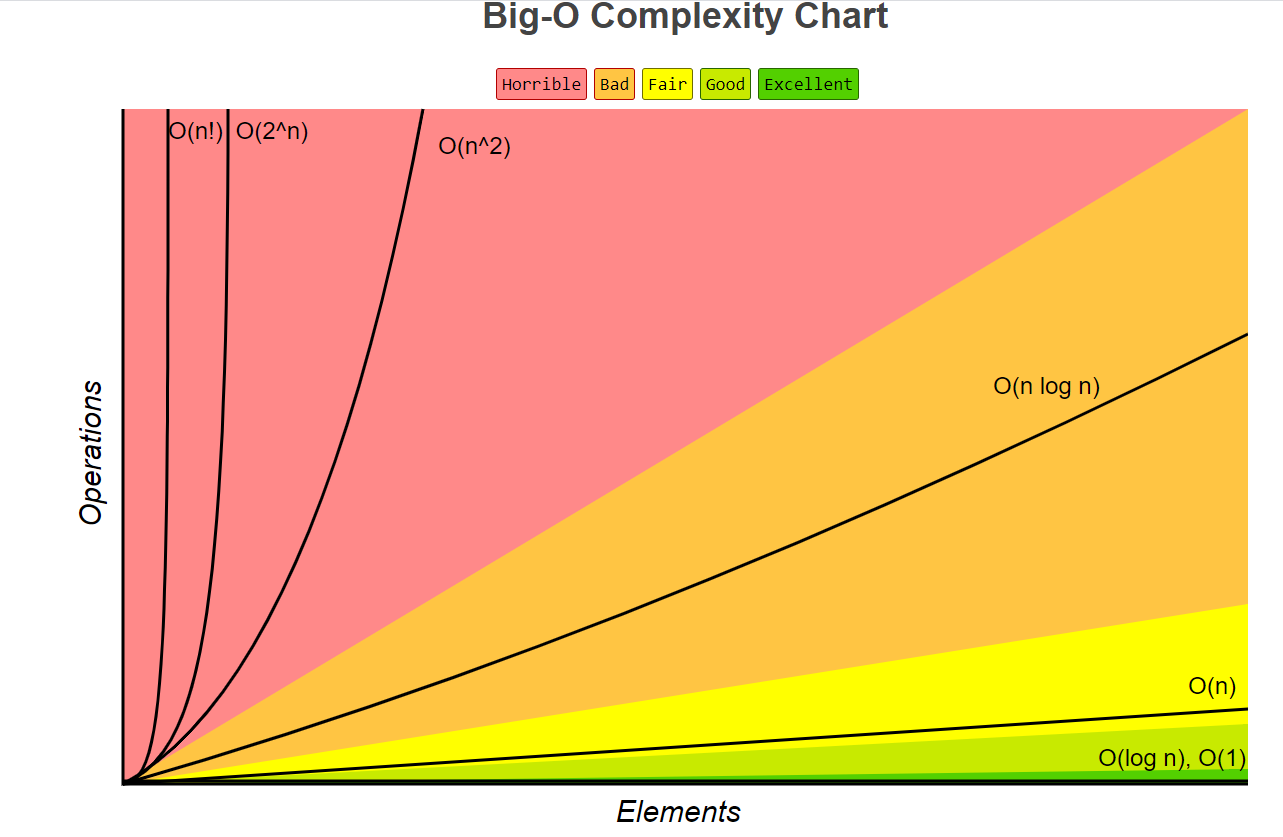 Big-O Complexity Chart
Horrible Bad Fair Good Excellent
O(n!) O(2^n)
O(n^2)
O(n log n)
Operations
O(n)
O(log n), O(1)
Elements